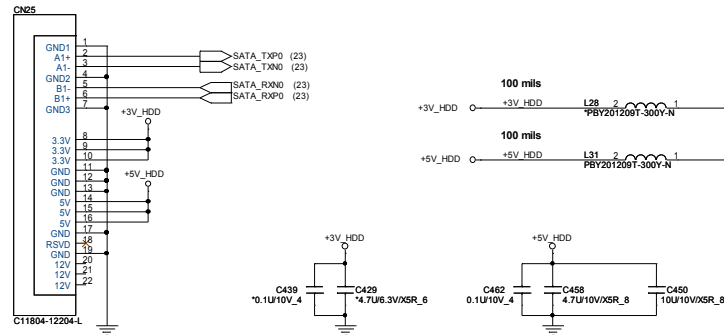 CN25
GND1 1
A1+ 2
A1- 3
GND2 4
B1- 5
B1+ 6
GND3 7
3.3V 8
3.3V 9
3.3V 10
GND 11
GND 12
GND 13
5V 14
5V 15
5V 16
GND 17
RSVD 18
GND 19
12V 20
12V 21
12V 22
C11804-12204-L
SATA_TXP0 (23)
SATA_TXN0 (23)
SATA_RXN0 (23)
SATA_RXP0 (23)
+3V_HDD
+5V_HDD
100 mils
+3V_HDD +3V_HDD L28 2 1
*PBY201209T-300Y-N
100 mils
+5V_HDD +5V_HDD L31 2 1
PBY201209T-300Y-N
+3V_HDD
C439
*0.1U/10V_4
C429
*4.7U/6.3V/X5R_6
+5V_HDD
C462
0.1U/10V_4
C458
4.7U/10V/X5R_8
C450
10U/10V/X5R_8